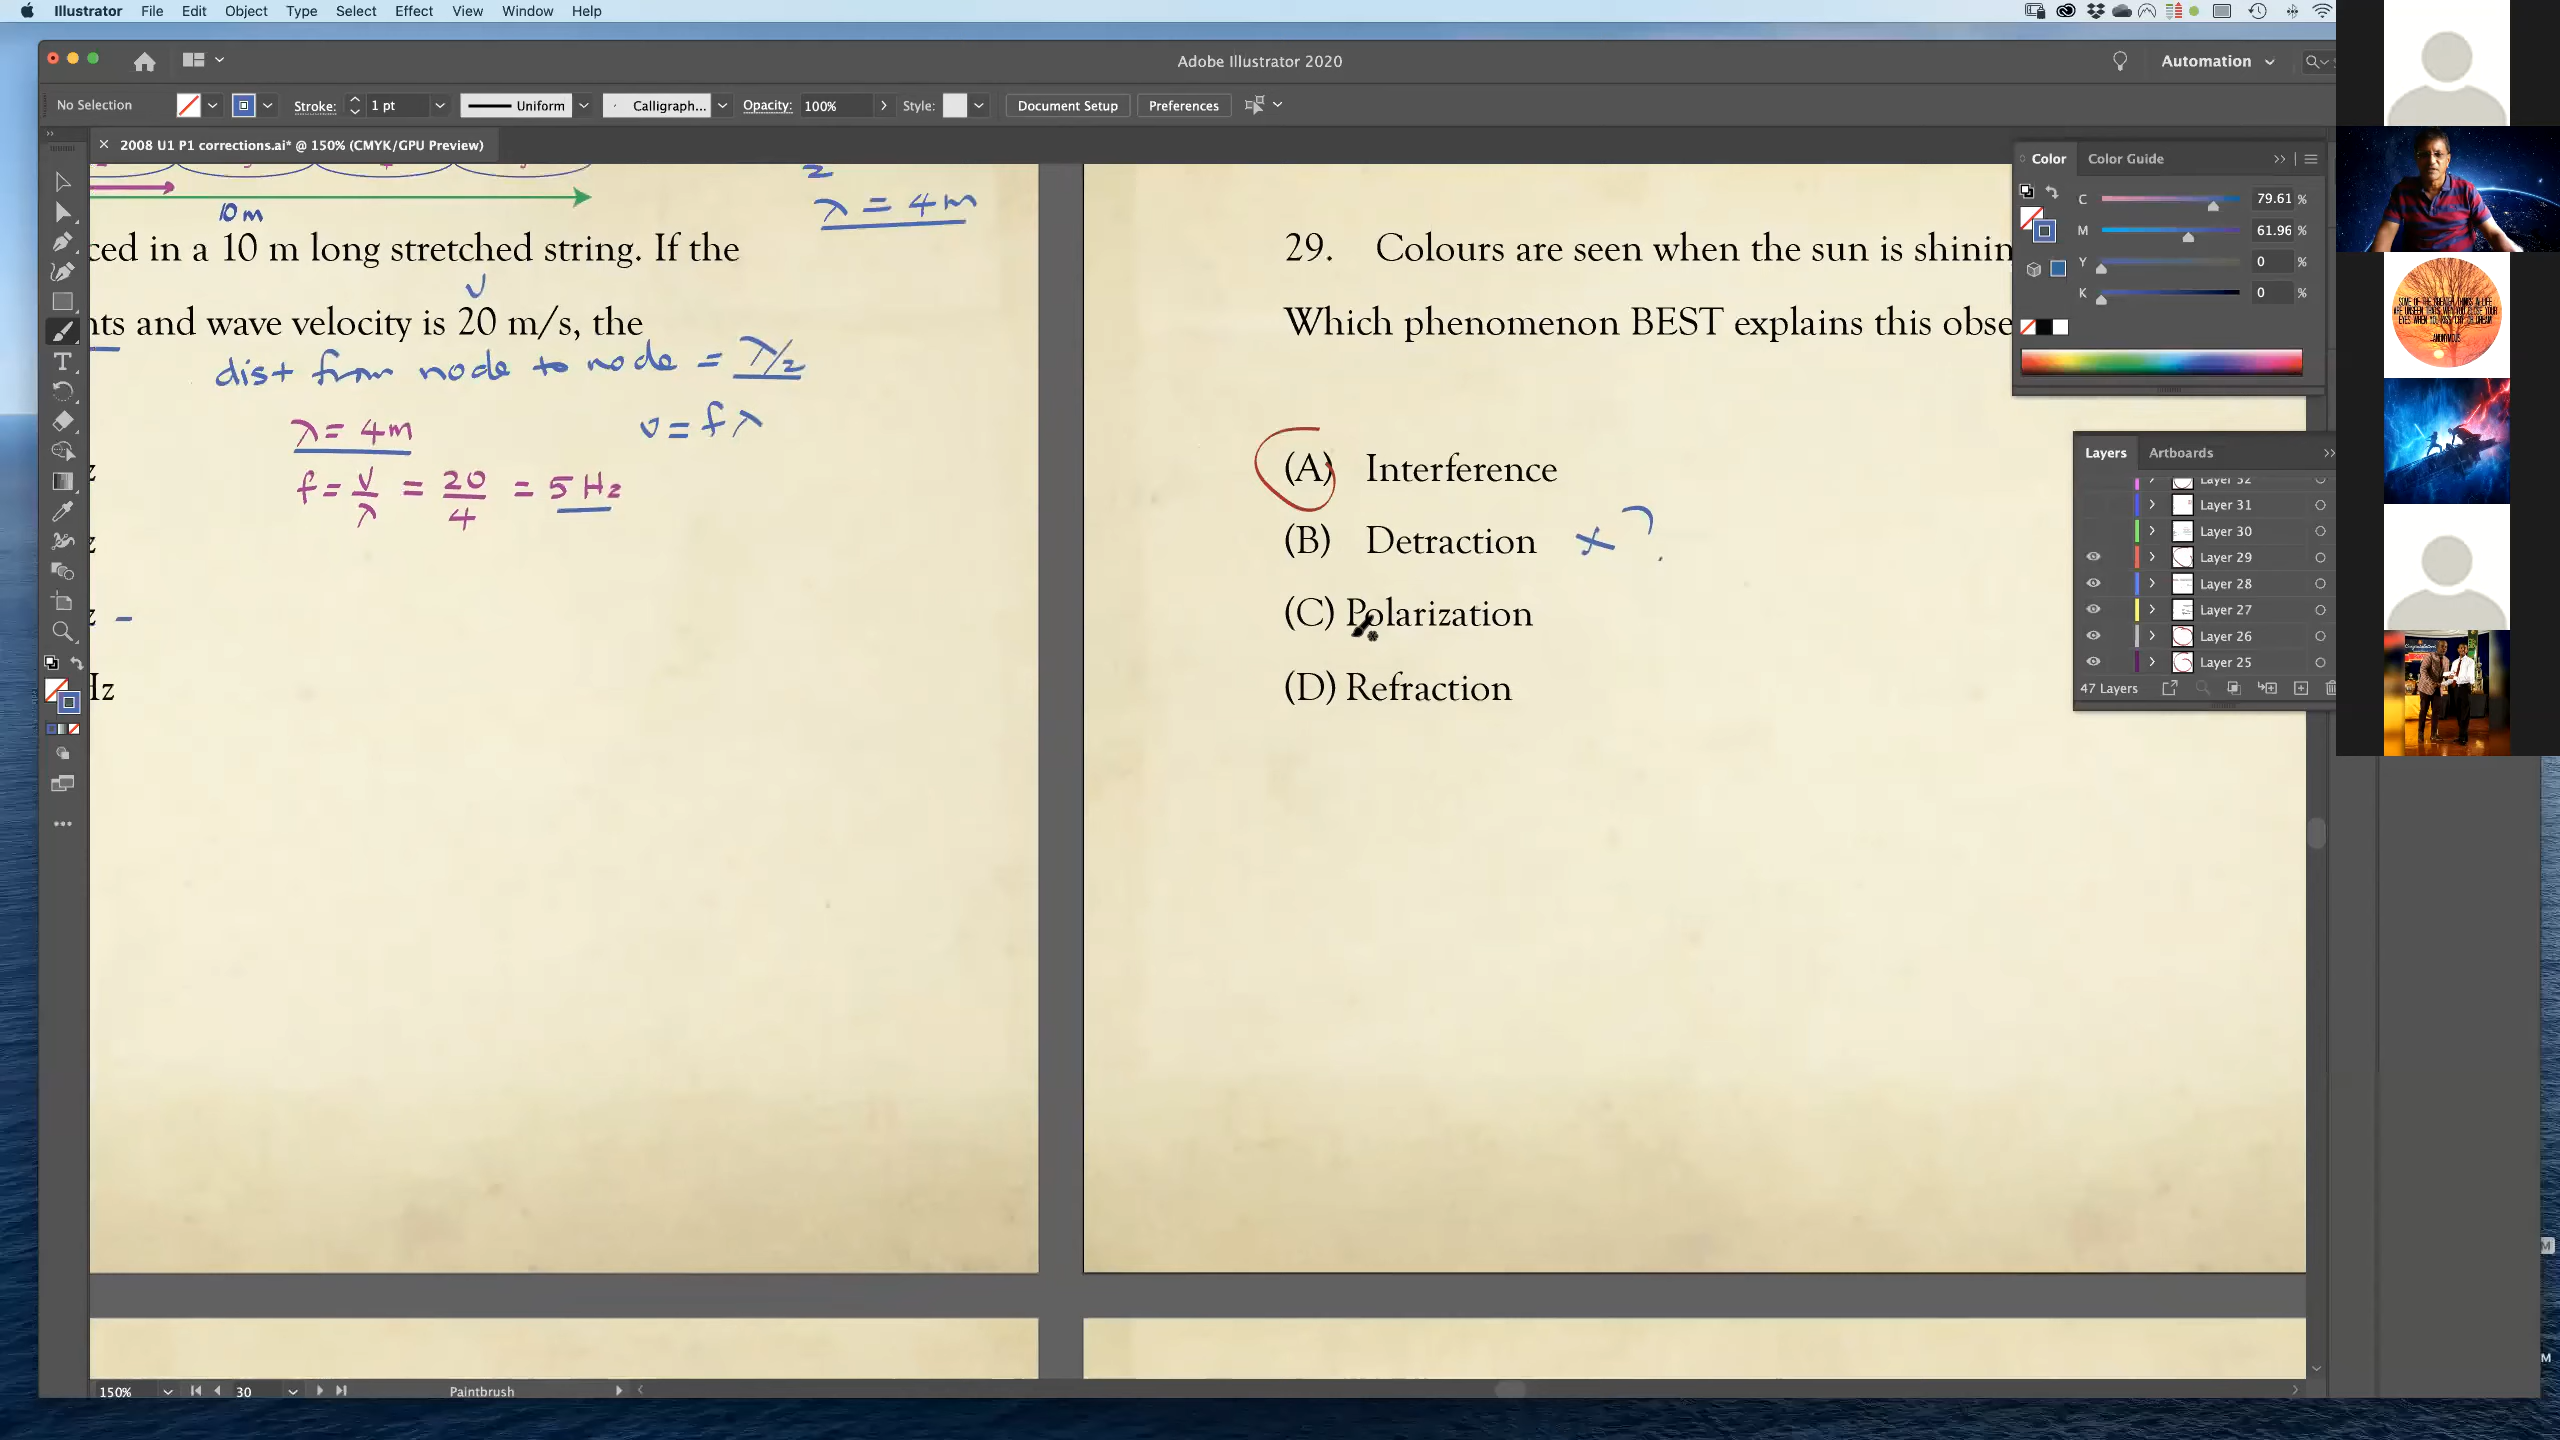 Illustrator File Edit Object Type Select Effect View Window Help
Adobe Illustrator 2020
Automation
No Selection
Stroke:
1 pt
Uniform
Calligraph...
Opacity:
100%
Style:
Document Setup
Preferences
2008 U1 P1 corrections.ai* @ 150% (CMYK/GPU Preview)
10 m
2
λ = 4 m
ced in a 10 m long stretched string. If the
v
nts and wave velocity is 20 m/s, the
dist from node to node = λ/2
λ = 4m
v = fλ
f = v/λ = 20/4 = 5 Hz
z
z
z -
Hz
29. Colours are seen when the sun is shinin
Which phenomenon BEST explains this obse
(A) Interference
(B) Detraction × ?
(C) Polarization
(D) Refraction
Color
Color Guide
C 79.61 %
M 61.96 %
Y 0 %
K 0 %
Layers
Artboards
Layer 32
Layer 31
Layer 30
Layer 29
Layer 28
Layer 27
Layer 26
Layer 25
47 Layers
150%
30
Paintbrush
M
M